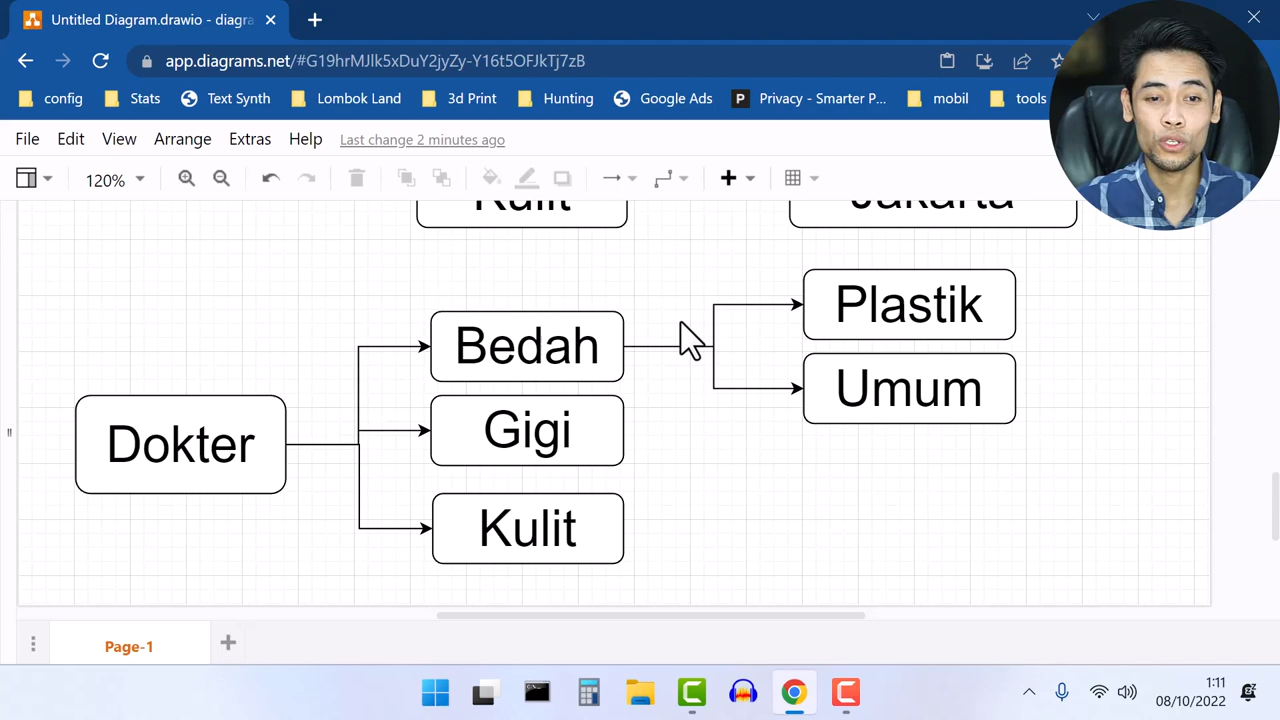 Untitled Diagram.drawio - diagra
app.diagrams.net/#G19hrMJlk5xDuY2jyZy-Y16t5OFJkTj7zB
config Stats Text Synth Lombok Land 3d Print Hunting Google Ads Privacy - Smarter P... mobil tools
File Edit View Arrange Extras Help Last change 2 minutes ago
120%
Kulit Jakarta
Plastik
Bedah
Umum
Gigi
Dokter
Kulit
Page-1
1:11
08/10/2022